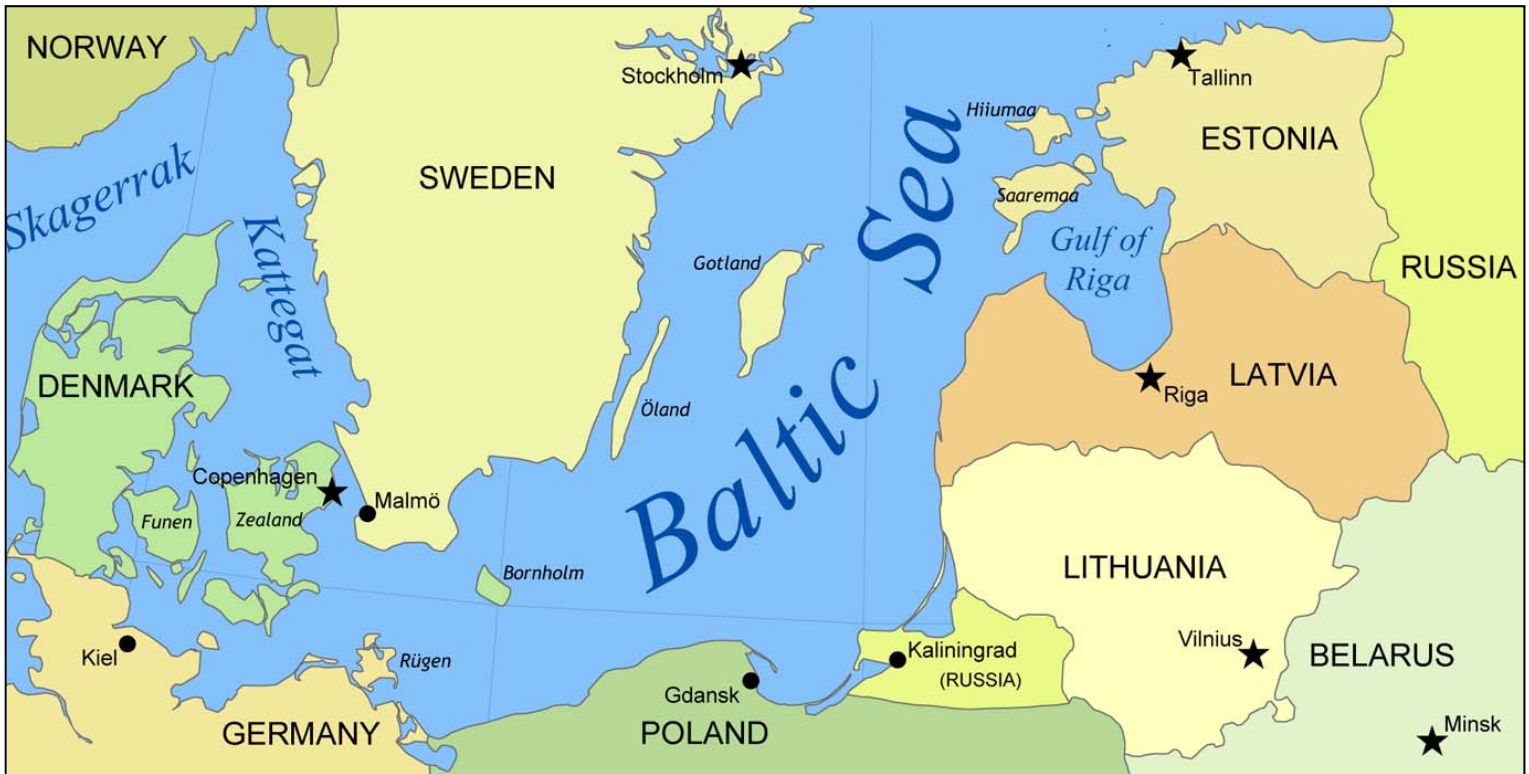 NORWAY
Stockholm
Tallinn
Hiiumaa
ESTONIA
SWEDEN
Skagerrak
Kattegat
Saaremaa
Gulf of
Riga
Gotland
RUSSIA
Baltic Sea
DENMARK
LATVIA
Riga
Öland
Copenhagen
Malmö
Funen
Zealand
Bornholm
LITHUANIA
Vilnius
BELARUS
Kiel
Rügen
Kaliningrad
(RUSSIA)
Gdansk
GERMANY
POLAND
Minsk